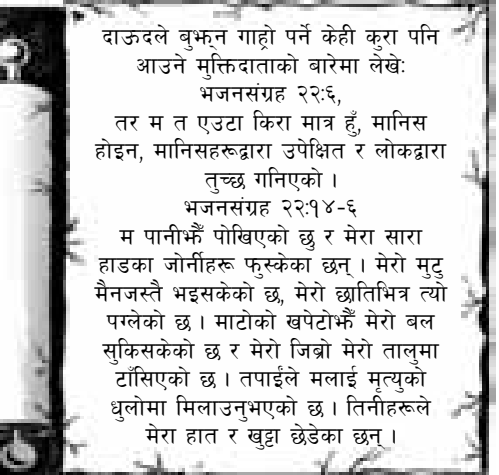 दाऊदले बुझ्न गाह्रो पर्ने केही कुरा पनि
आउने मुक्तिदाताको बारेमा लेखे:
भजनसंग्रह २२:६,
तर म त एउटा किरा मात्र हुँ, मानिस
होइन, मानिसहरूद्वारा उपेक्षित र लोकद्वारा
तुच्छ गनिएको ।
भजनसंग्रह २२:१४-६
म पानीझैँ पोखिएको छु र मेरा सारा
हाडका जोर्नीहरू फुस्केका छन् । मेरो मुटु
मैनजस्तै भइसकेको छ, मेरो छातिभित्र त्यो
पग्लेको छ । माटोको खपेटोझैँ मेरो बल
सुकिसकेको छ र मेरो जिब्रो मेरो तालुमा
टाँसिएको छ । तपाईंले मलाई मृत्युको
धुलोमा मिलाउनुभएको छ । तिनीहरूले
मेरा हात र खुट्टा छेडेका छन् ।